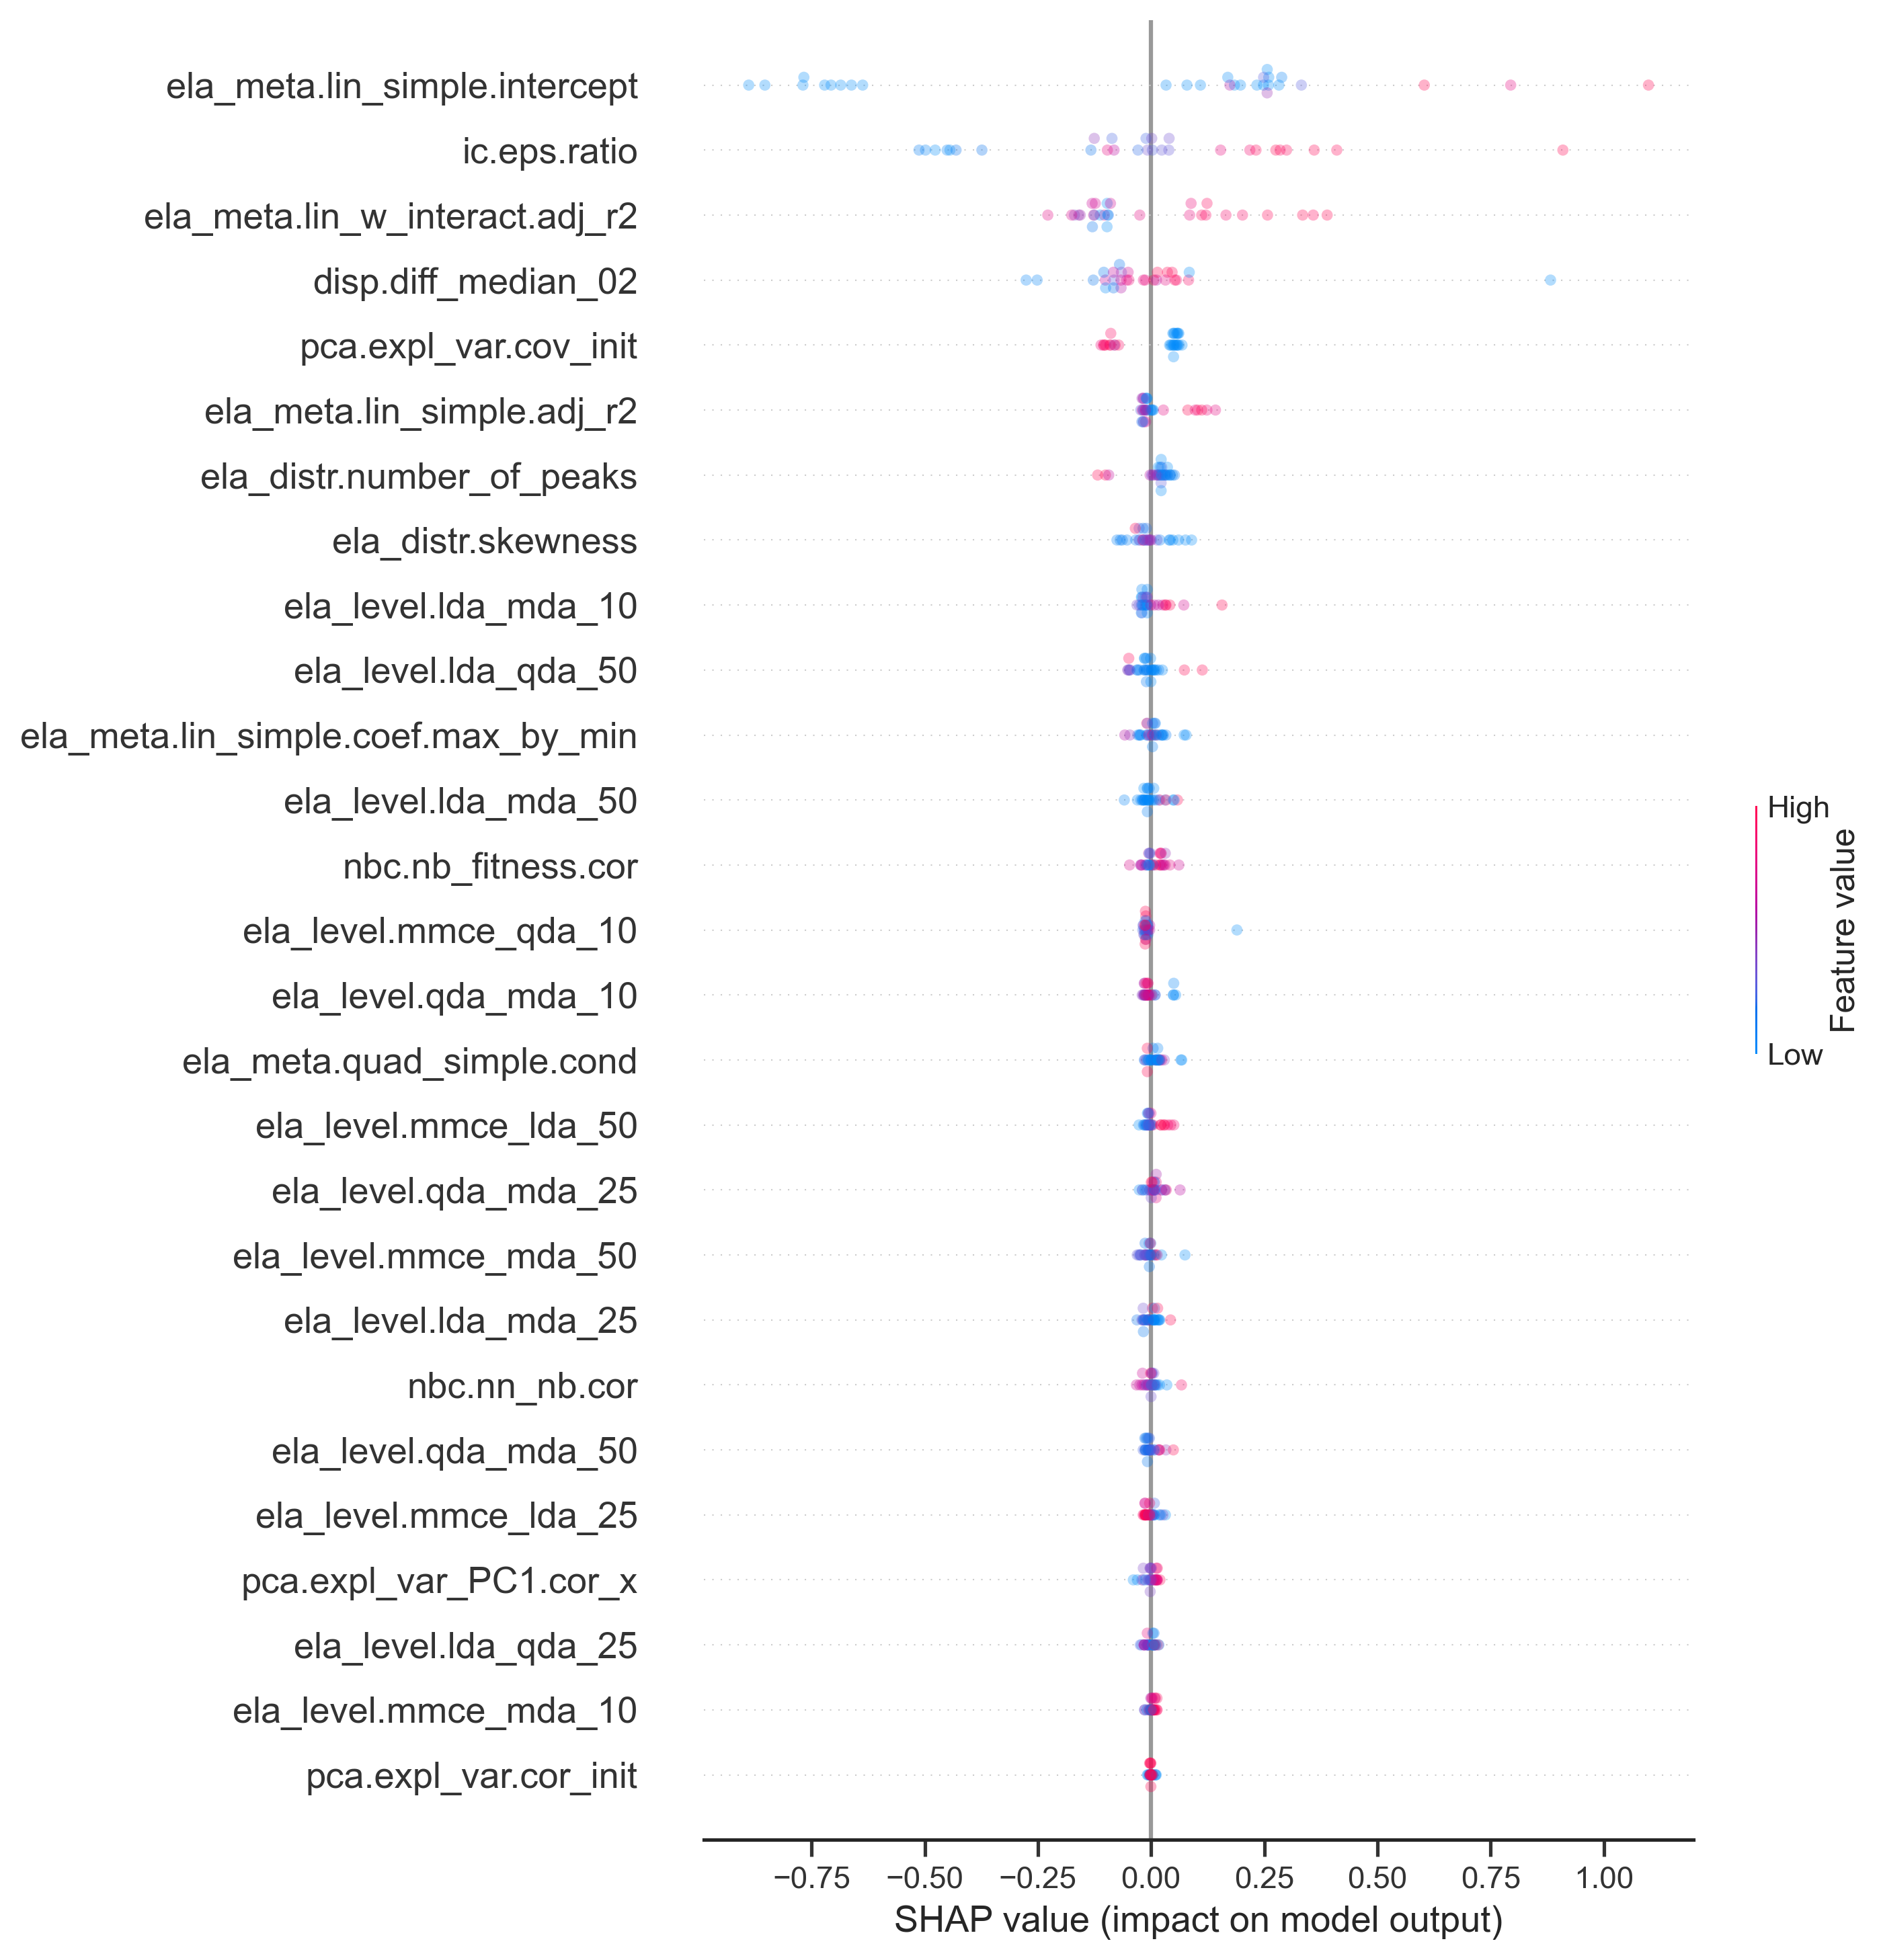 ela_meta.lin_simple.intercept
ic.eps.ratio
ela_meta.lin_w_interact.adj_r2
disp.diff_median_02
pca.expl_var.cov_init
ela_meta.lin_simple.adj_r2
ela_distr.number_of_peaks
ela_distr.skewness
ela_level.lda_mda_10
ela_level.lda_qda_50
ela_meta.lin_simple.coef.max_by_min
ela_level.lda_mda_50
nbc.nb_fitness.cor
ela_level.mmce_qda_10
ela_level.qda_mda_10
ela_meta.quad_simple.cond
ela_level.mmce_lda_50
ela_level.qda_mda_25
ela_level.mmce_mda_50
ela_level.lda_mda_25
nbc.nn_nb.cor
ela_level.qda_mda_50
ela_level.mmce_lda_25
pca.expl_var_PC1.cor_x
ela_level.lda_qda_25
ela_level.mmce_mda_10
pca.expl_var.cor_init
−0.75 −0.50 −0.25 0.00 0.25 0.50 0.75 1.00
SHAP value (impact on model output)
High
Feature value
Low